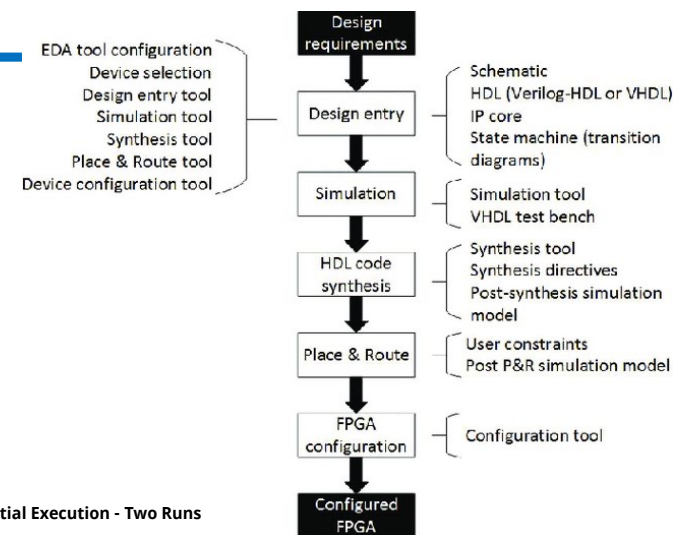 Design
requirements
EDA tool configuration
Device selection
Design entry tool
Simulation tool
Synthesis tool
Place & Route tool
Device configuration tool
Design entry
Schematic
HDL (Verilog-HDL or VHDL)
IP core
State machine (transition
diagrams)
Simulation
Simulation tool
VHDL test bench
HDL code
synthesis
Synthesis tool
Synthesis directives
Post-synthesis simulation
model
Place & Route
User constraints
Post P&R simulation model
FPGA
configuration
Configuration tool
Configured
FPGA
tial Execution - Two Runs